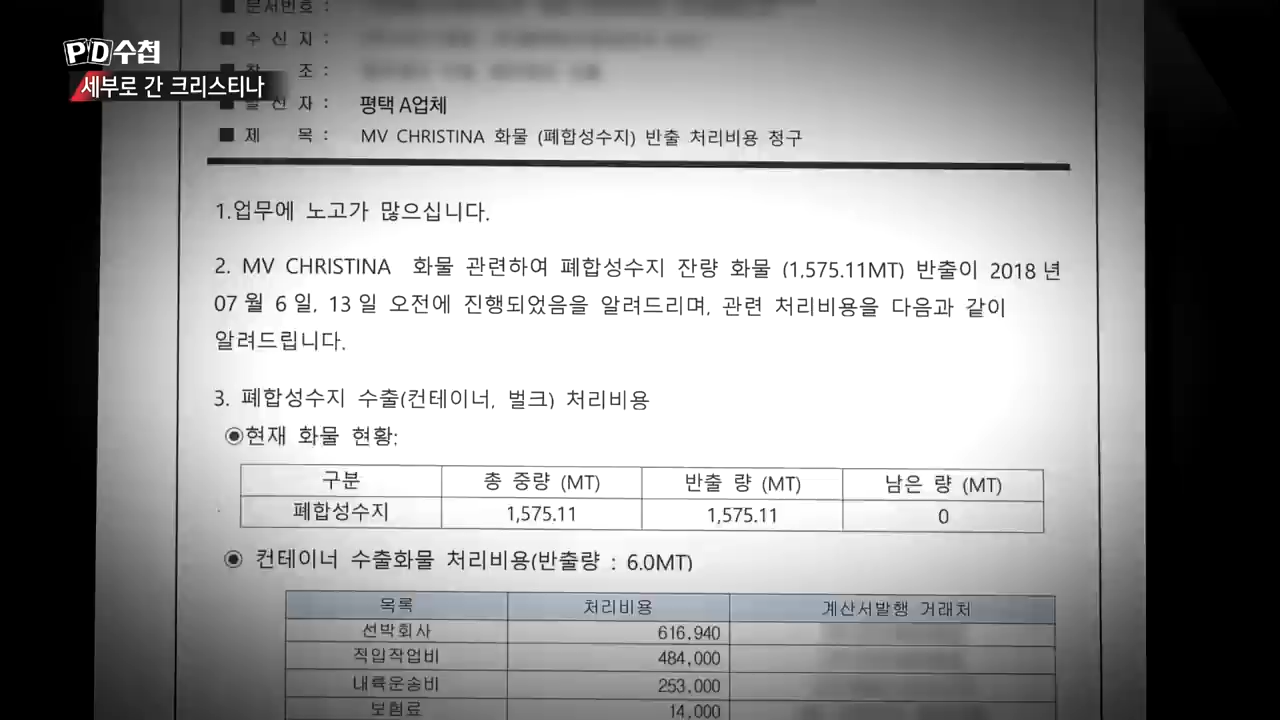 PD수첩
세부로 간 크리스티나
■ 문서번호 :
■ 수 신 지 :
조 :
■ 발 신 자 : 평택 A업체
■ 제 목 : MV CHRISTINA 화물 (폐합성수지) 반출 처리비용 청구
1.업무에 노고가 많으십니다.
2. MV CHRISTINA 화물 관련하여 폐합성수지 잔량 화물 (1,575.11MT) 반출이 2018 년
07 월 6 일, 13 일 오전에 진행되었음을 알려드리며, 관련 처리비용을 다음과 같이
알려드립니다.
3. 폐합성수지 수출(컨테이너, 벌크) 처리비용
◉현재 화물 현황:
구분 총 중량 (MT) 반출 량 (MT) 남은 량 (MT)
폐합성수지 1,575.11 1,575.11 0
◉ 컨테이너 수출화물 처리비용(반출량 : 6.0MT)
목록 처리비용 계산서발행 거래처
선박회사 616,940
적입작업비 484,000
내륙운송비 253,000
보험료 14,000